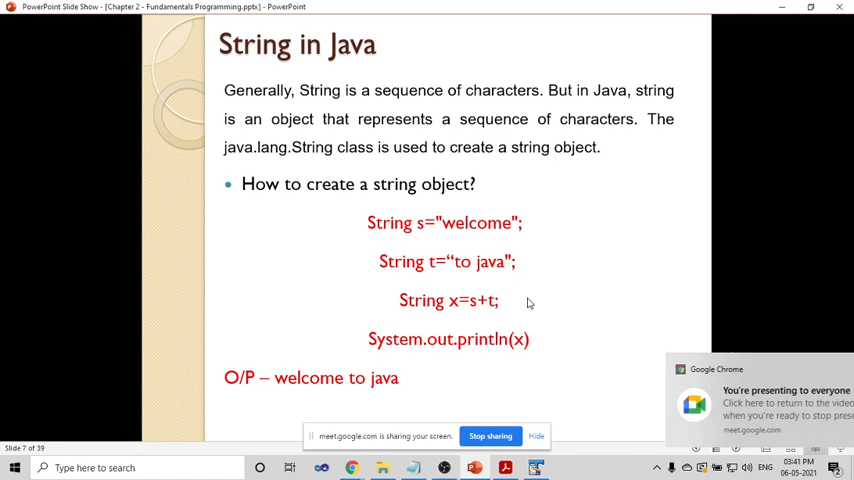 PowerPoint Slide Show - [Chapter 2 - Fundamentals Programming.pptx] - PowerPoint
String in Java
Generally, String is a sequence of characters. But in Java, string
is an object that represents a sequence of characters. The
java.lang.String class is used to create a string object.
• How to create a string object?
String s="welcome";
String t=“to java";
String x=s+t;
System.out.println(x)
O/P – welcome to java
Google Chrome
You're presenting to everyone
Click here to return to the video
when you're ready to stop prese
meet.google.com
meet.google.com is sharing your screen.
Stop sharing
Hide
Slide 7 of 39
Type here to search
ENG
03:41 PM
06-05-2021
2